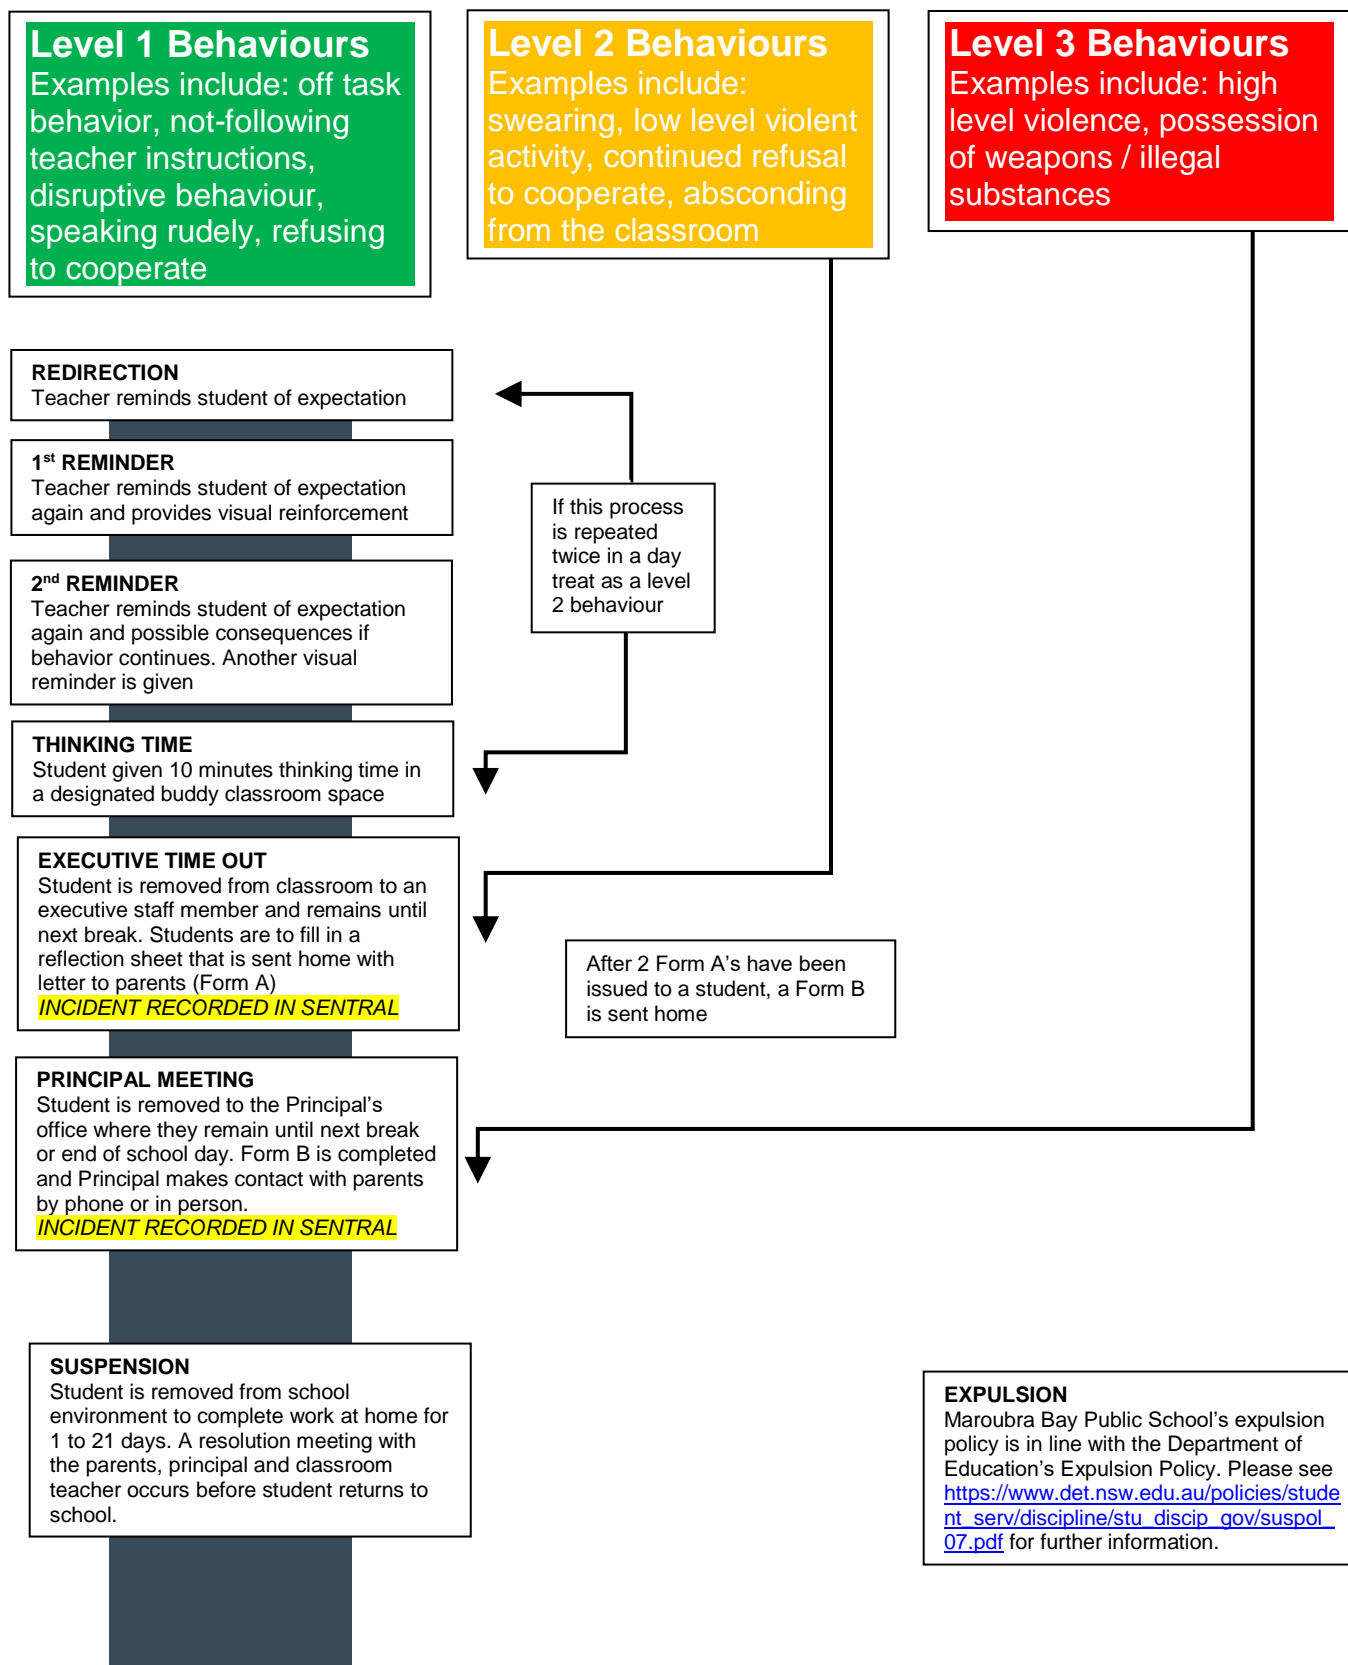 Level 1 Behaviours
Examples include: off task
behavior, not-following
teacher instructions,
disruptive behaviour,
speaking rudely, refusing
to cooperate
Level 2 Behaviours
Examples include:
swearing, low level violent
activity, continued refusal
to cooperate, absconding
from the classroom
Level 3 Behaviours
Examples include: high
level violence, possession
of weapons / illegal
substances
REDIRECTION
Teacher reminds student of expectation
1st REMINDER
Teacher reminds student of expectation
again and provides visual reinforcement
2nd REMINDER
Teacher reminds student of expectation
again and possible consequences if
behavior continues. Another visual
reminder is given
If this process
is repeated
twice in a day
treat as a level
2 behaviour
THINKING TIME
Student given 10 minutes thinking time in
a designated buddy classroom space
EXECUTIVE TIME OUT
Student is removed from classroom to an
executive staff member and remains until
next break. Students are to fill in a
reflection sheet that is sent home with
letter to parents (Form A)
INCIDENT RECORDED IN SENTRAL
After 2 Form A's have been
issued to a student, a Form B
is sent home
PRINCIPAL MEETING
Student is removed to the Principal's
office where they remain until next break
or end of school day. Form B is completed
and Principal makes contact with parents
by phone or in person.
INCIDENT RECORDED IN SENTRAL
SUSPENSION
Student is removed from school
environment to complete work at home for
1 to 21 days. A resolution meeting with
the parents, principal and classroom
teacher occurs before student returns to
school.
EXPULSION
Maroubra Bay Public School's expulsion
policy is in line with the Department of
Education's Expulsion Policy. Please see
https://www.det.nsw.edu.au/policies/stude
nt_serv/discipline/stu_discip_gov/suspol_
07.pdf for further information.